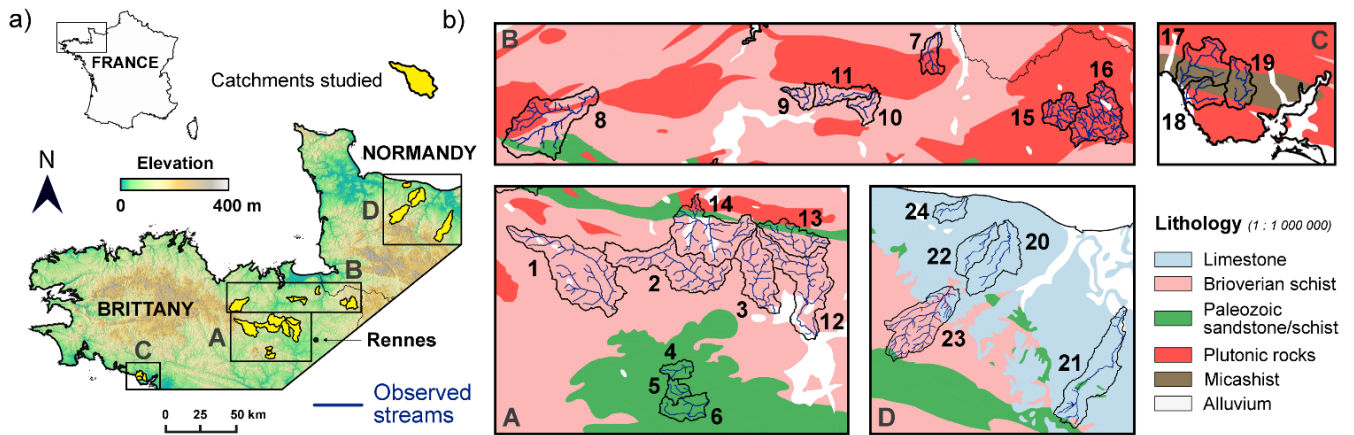 a)
FRANCE
Catchments studied
N
Elevation
0 400 m
NORMANDY
D
B
BRITTANY
A
Rennes
C
Observed
streams
0 25 50 km
b)
B
7
8
9
11
10
15
16
17
C
19
18
A
14
13
1
2
3
12
4
5
6
24
22
20
23
21
D
Lithology (1 : 1 000 000)
Limestone
Brioverian schist
Paleozoic
sandstone/schist
Plutonic rocks
Micashist
Alluvium